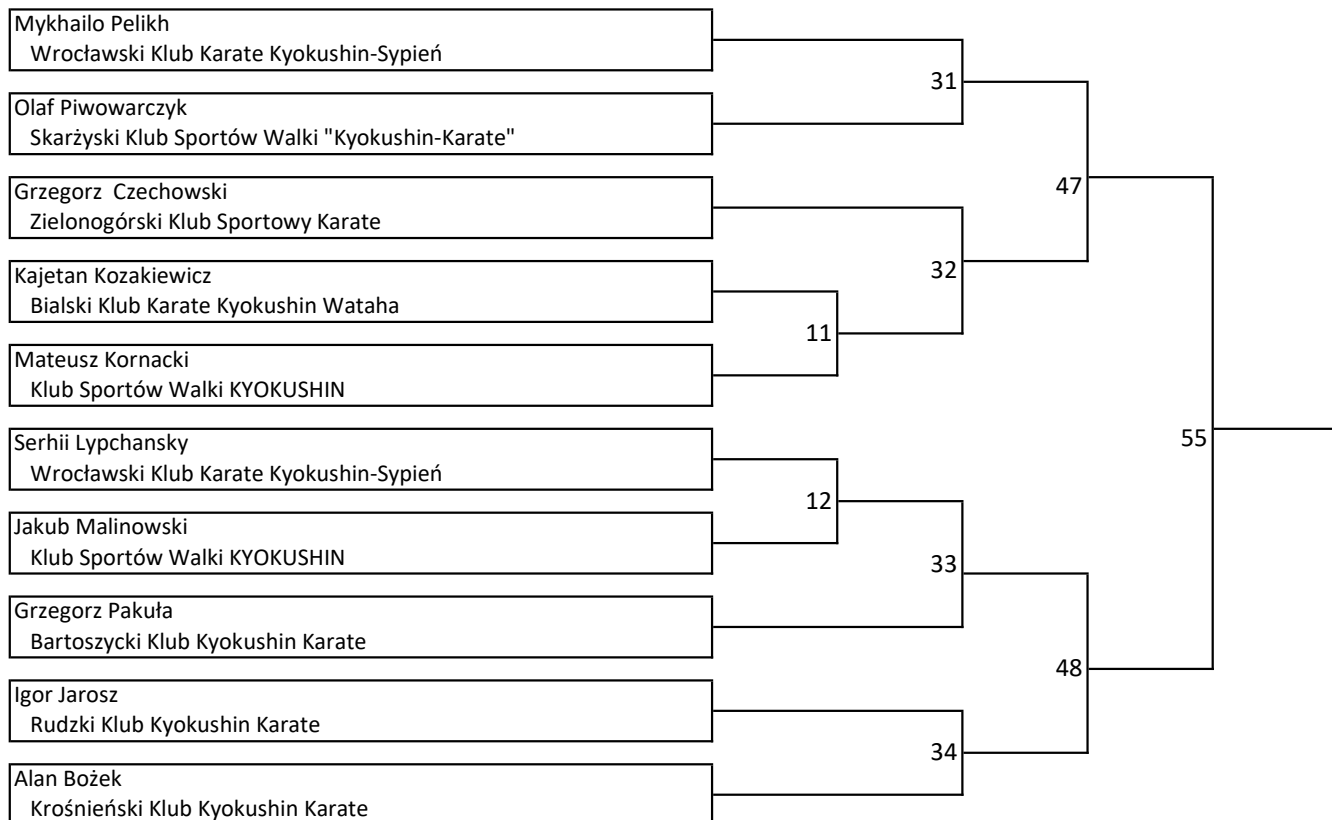 Mykhailo Pelikh
Wrocławski Klub Karate Kyokushin-Sypień
31
Olaf Piwowarczyk
Skarżyski Klub Sportów Walki "Kyokushin-Karate"
47
Grzegorz  Czechowski
Zielonogórski Klub Sportowy Karate
32
Kajetan Kozakiewicz
Bialski Klub Karate Kyokushin Wataha
11
Mateusz Kornacki
Klub Sportów Walki KYOKUSHIN
55
Serhii Lypchansky
Wrocławski Klub Karate Kyokushin-Sypień
12
Jakub Malinowski
Klub Sportów Walki KYOKUSHIN
33
Grzegorz Pakuła
Bartoszycki Klub Kyokushin Karate
48
Igor Jarosz
Rudzki Klub Kyokushin Karate
34
Alan Bożek
Krośnieński Klub Kyokushin Karate